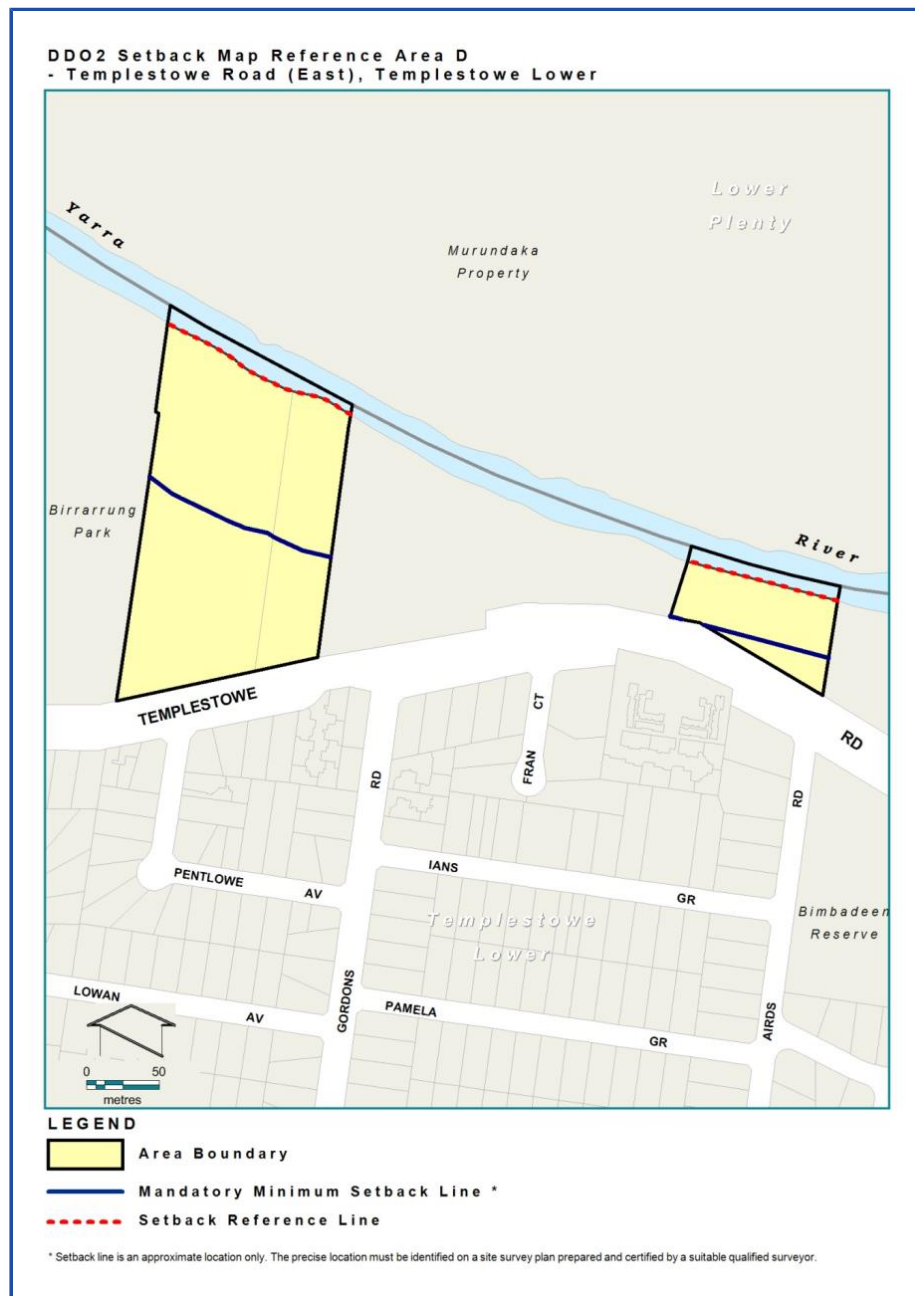 DDO2 Setback Map Reference Area D
- Templestowe Road (East), Templestowe Lower
Lower
Plenty
Yarra
Murundaka
Property
Birrarrung
Park
River
TEMPLESTOWE
RD
FRAN CT
RD
RD
PENTLOWE AV
IANS GR
Templestowe
Lower
Bimbadeen
Reserve
LOWAN AV
GORDONS
PAMELA GR
AIRDS
0 50
metres
LEGEND
Area Boundary
Mandatory Minimum Setback Line *
Setback Reference Line
* Setback line is an approximate location only. The precise location must be identified on a site survey plan prepared and certified by a suitable qualified surveyor.